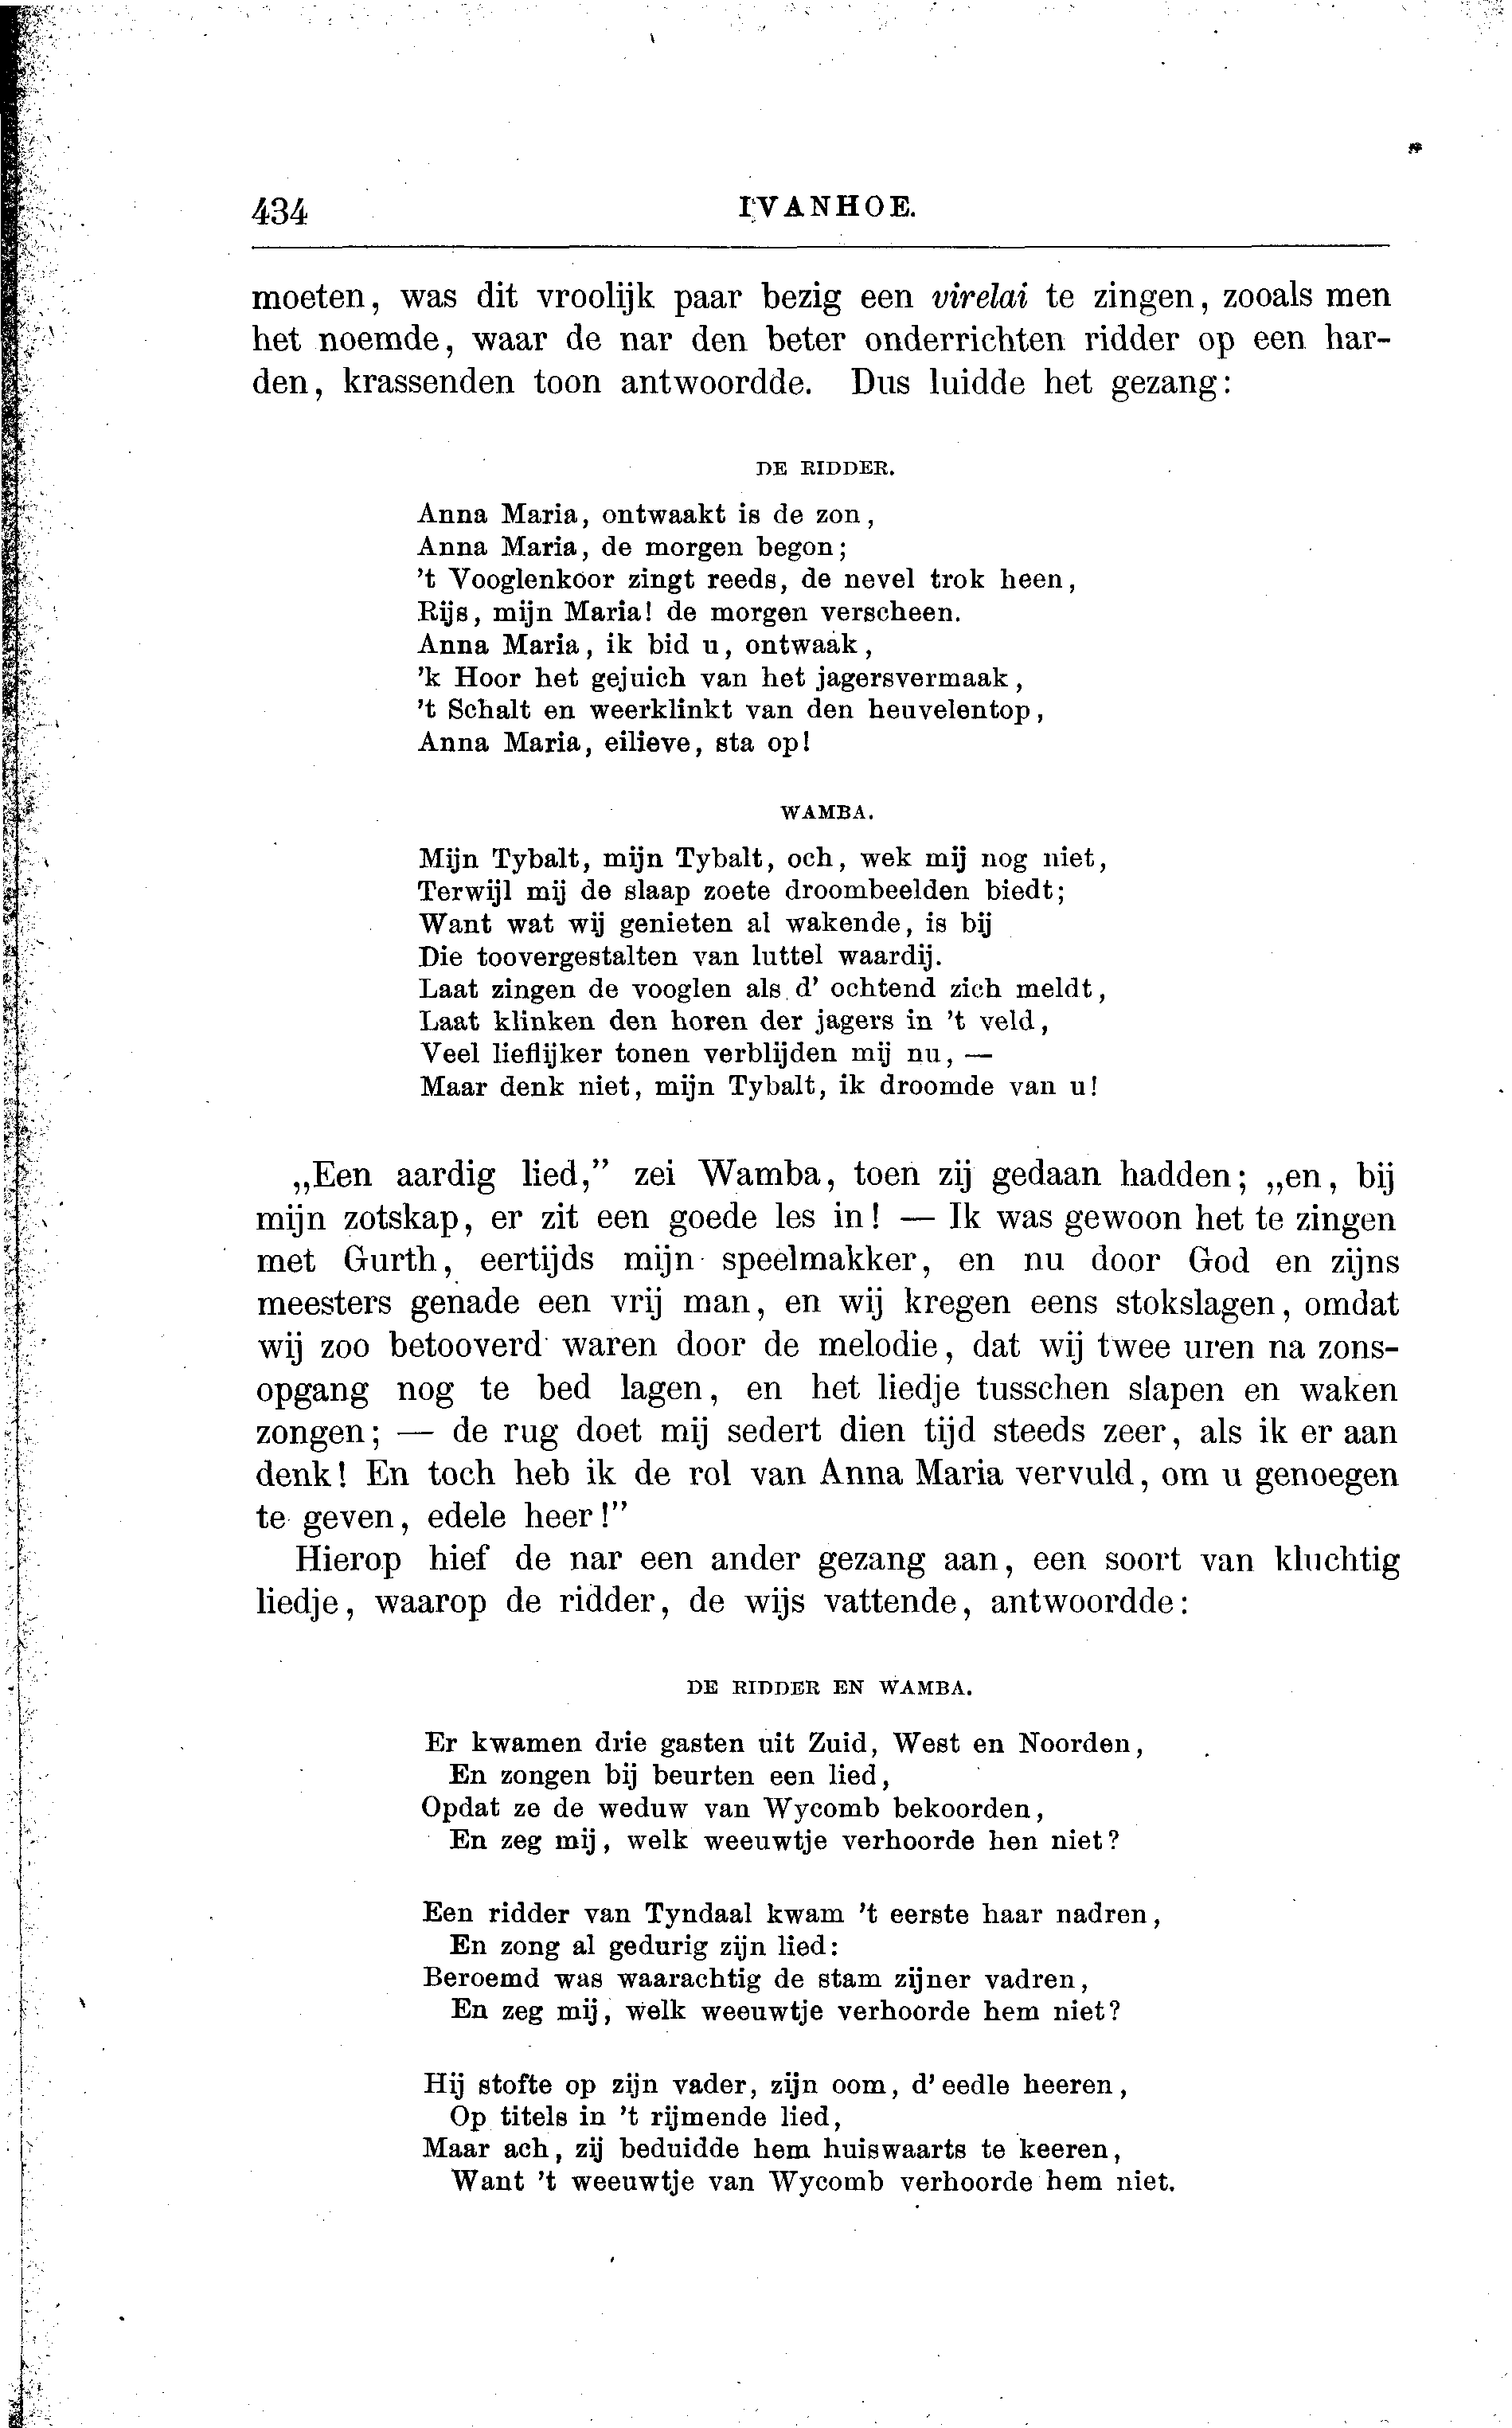 434
IVANHOE.
moeten, was dit vroolijk paar bezig een virelai te zingen, zooals men
het noemde, waar de nar den beter onderrichten ridder op een har-
den, krassenden toon antwoordde. Dus luidde het gezang:
DE RIDDER.
Anna Maria, ontwaakt is de zon,
Anna Maria, de morgen begon;
't Vooglenkoor zingt reeds, de nevel trok heen,
Rijs, mijn Maria! de morgen verscheen.
Anna Maria, ik bid u, ontwaak,
'k Hoor het gejuich van het jagersvermaak,
't Schalt en weerklinkt van den heuvelentop,
Anna Maria, eilieve, sta op!
WAMBA.
Mijn Tybalt, mijn Tybalt, och, wek mij nog niet,
Terwijl mij de slaap zoete droombeelden biedt;
Want wat wij genieten al wakende, is bij
Die toovergestalten van luttel waardij.
Laat zingen de vooglen als d' ochtend zich meldt,
Laat klinken den horen der jagers in 't veld,
Veel lieflijker tonen verblijden mij nu, —
Maar denk niet, mijn Tybalt, ik droomde van u!
„Een aardig lied,” zei Wamba, toen zij gedaan hadden; „en, bij
mijn zotskap, er zit een goede les in! — Ik was gewoon het te zingen
met Gurth, eertijds mijn speelmakker, en nu door God en zijns
meesters genade een vrij man, en wij kregen eens stokslagen, omdat
wij zoo betooverd waren door de melodie, dat wij twee uren na zons-
opgang nog te bed lagen, en het liedje tusschen slapen en waken
zongen; — de rug doet mij sedert dien tijd steeds zeer, als ik er aan
denk! En toch heb ik de rol van Anna Maria vervuld, om u genoegen
te geven, edele heer!”
Hierop hief de nar een ander gezang aan, een soort van kluchtig
liedje, waarop de ridder, de wijs vattende, antwoordde:
DE RIDDER EN WAMBA.
Er kwamen drie gasten uit Zuid, West en Noorden,
En zongen bij beurten een lied,
Opdat ze de weduw van Wycomb bekoorden,
En zeg mij, welk weeuwtje verhoorde hen niet?
Een ridder van Tyndaal kwam 't eerste haar nadren,
En zong al gedurig zijn lied:
Beroemd was waarachtig de stam zijner vadren,
En zeg mij, welk weeuwtje verhoorde hem niet?
Hij stofte op zijn vader, zijn oom, d' eedle heeren,
Op titels in 't rijmende lied,
Maar ach, zij beduidde hem huiswaarts te keeren,
Want 't weeuwtje van Wycomb verhoorde hem niet.